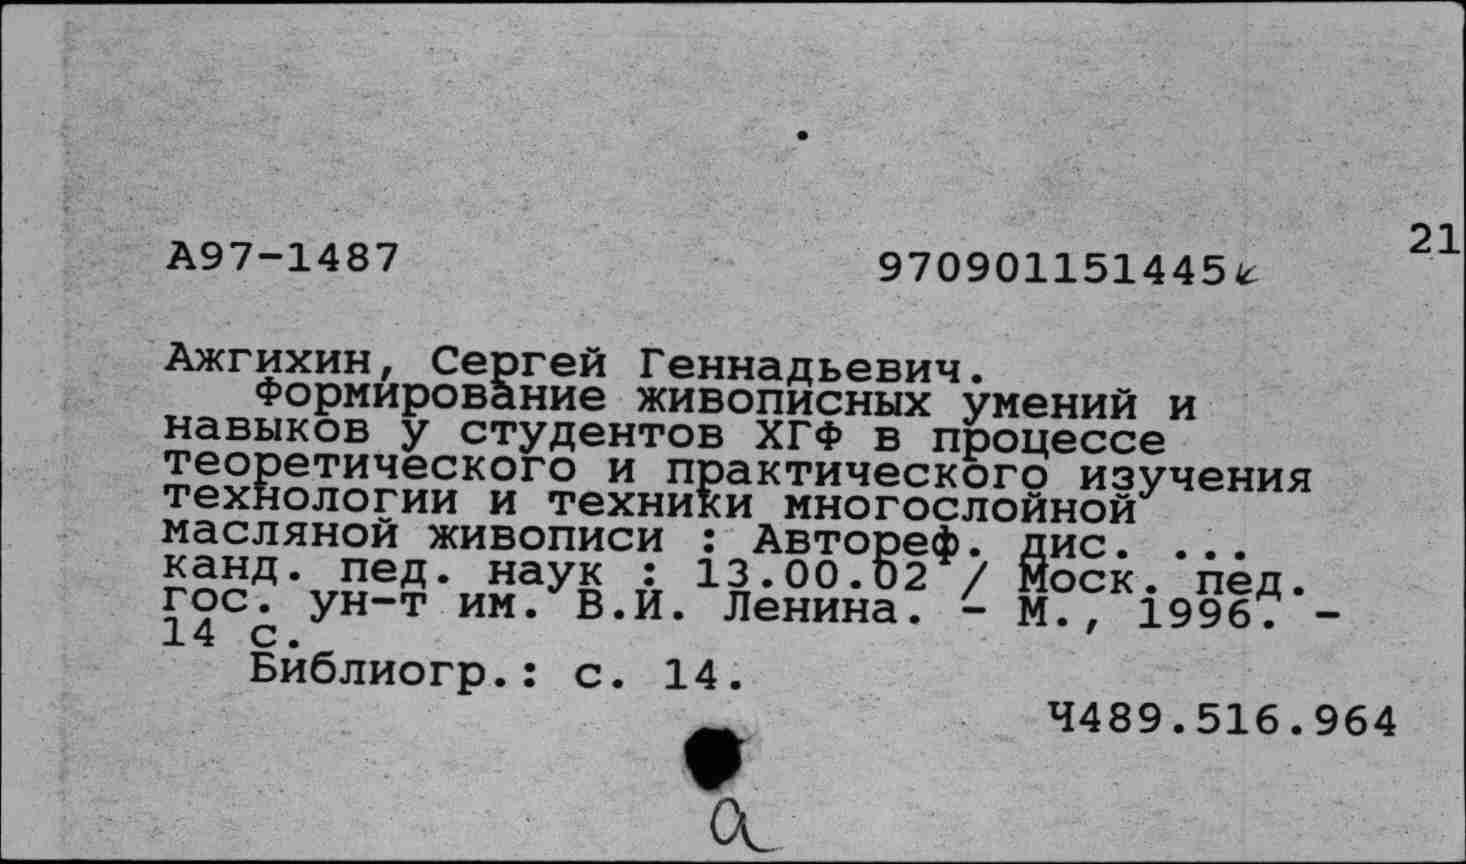 21
А97-1487 970901151445к
Ажгихин, Сергей Геннадьевич.
Формирование живописных умений и
навыков у студентов ХГФ в процессе
теоретического и практического изучения
технологии и техники многослойной
масляной живописи : Автореф. дис. ...
канд. пед. наук : 13.00.02 / Моск. пед.
гос. ун-т им. В.И. Ленина. - М., 1996. -
14 с.
Библиогр.: с. 14.
Ч489.516.964
а